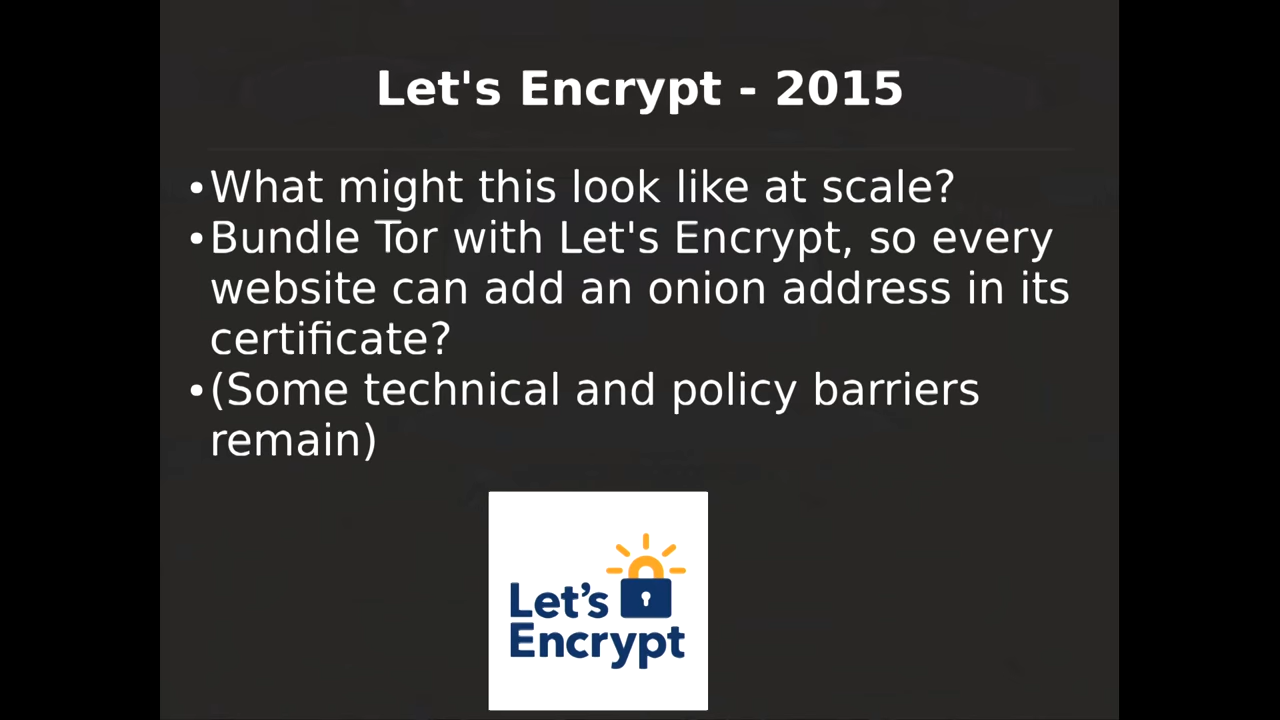 Let's Encrypt - 2015
•What might this look like at scale?
•Bundle Tor with Let's Encrypt, so every
website can add an onion address in its
certificate?
•(Some technical and policy barriers
remain)
Let's
Encrypt